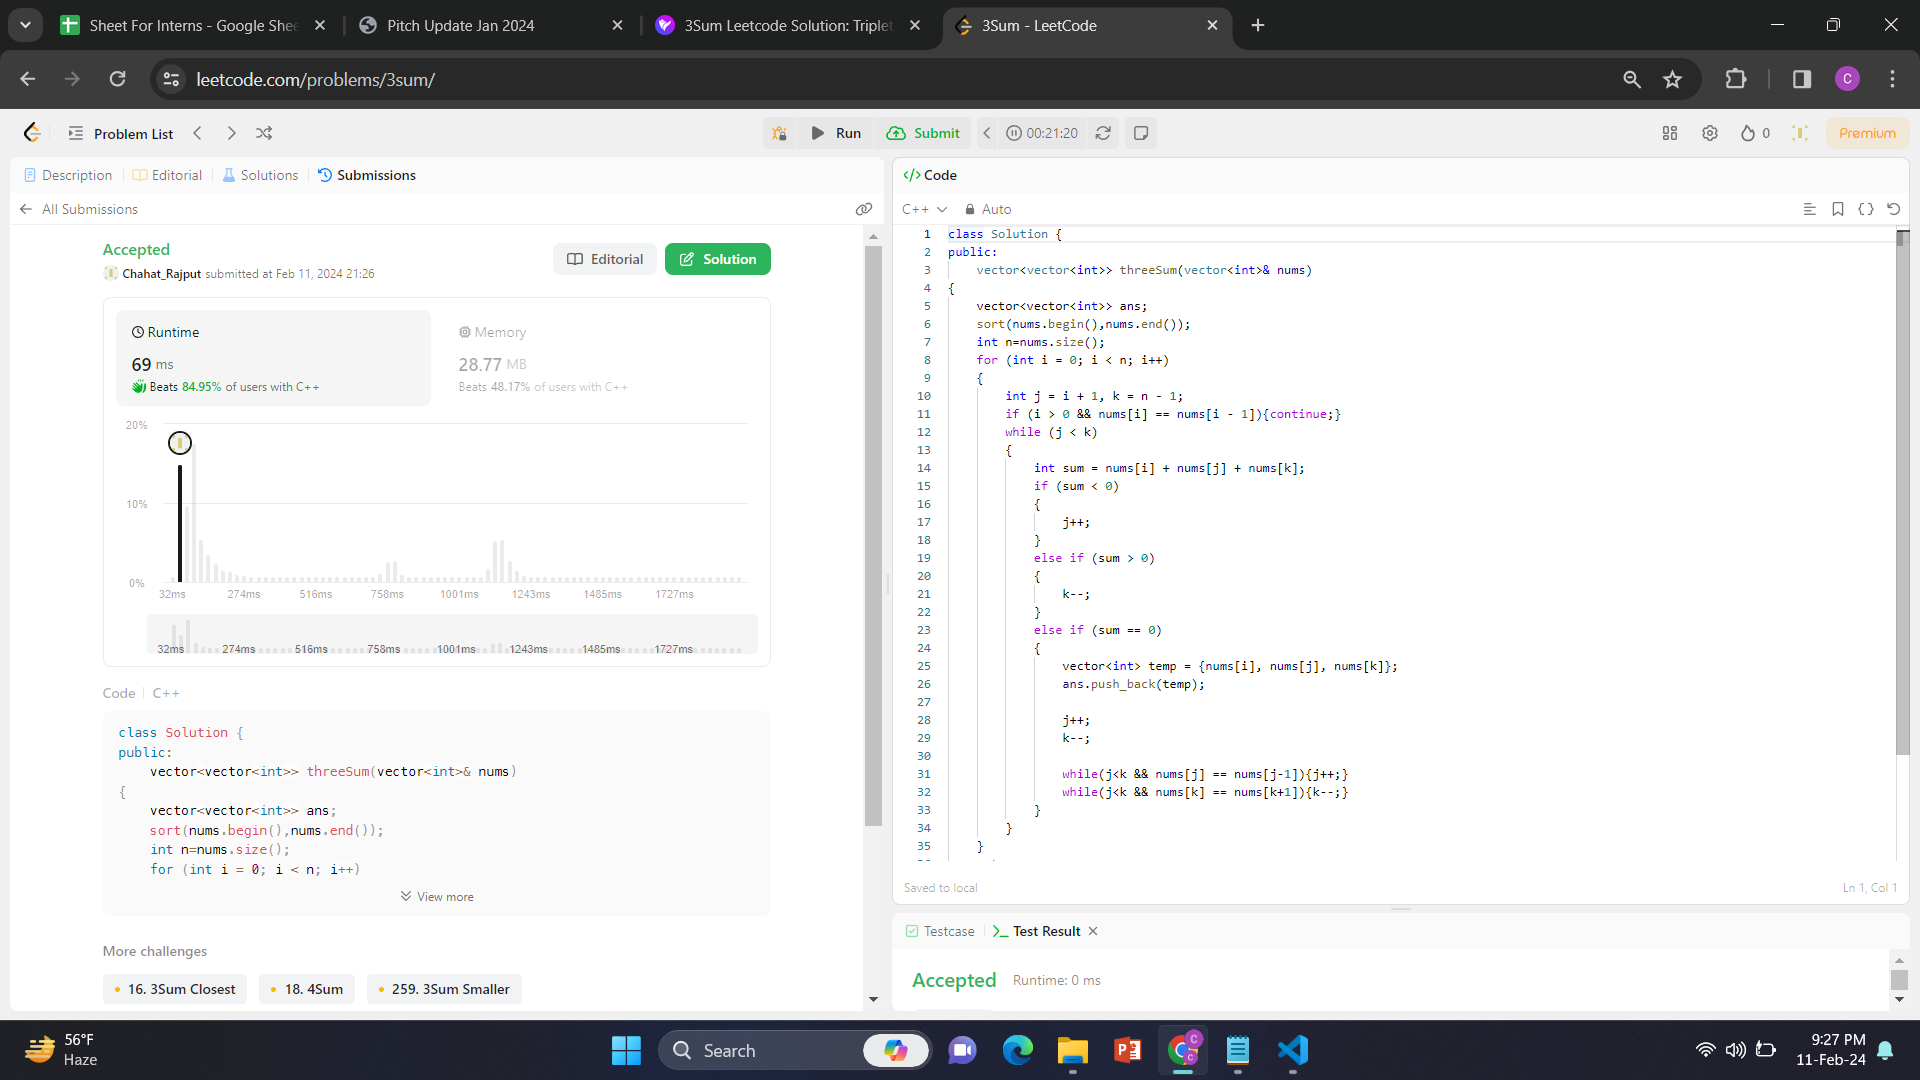 Sheet For Interns - Google Shee
Pitch Update Jan 2024
3Sum Leetcode Solution: Triplet
3Sum - LeetCode
leetcode.com/problems/3sum/
C
Problem List
Run
Submit
00:21:20
0
Premium
Description
Editorial
Solutions
Submissions
All Submissions
Accepted
Chahat_Rajput submitted at Feb 11, 2024 21:26
Editorial
Solution
Runtime
69 ms
Beats 84.95% of users with C++
Memory
28.77 MB
Beats 48.17% of users with C++
20%
10%
0%
32ms 274ms 516ms 758ms 1001ms 1243ms 1485ms 1727ms
32ms 274ms 516ms 758ms 1001ms 1243ms 1485ms 1727ms
Code C++
class Solution {
public:
    vector<vector<int>> threeSum(vector<int>& nums)
{
    vector<vector<int>> ans;
    sort(nums.begin(),nums.end());
    int n=nums.size();
    for (int i = 0; i < n; i++)
View more
More challenges
16. 3Sum Closest
18. 4Sum
259. 3Sum Smaller
</> Code
C++
Auto
1 class Solution {
2 public:
3     vector<vector<int>> threeSum(vector<int>& nums)
4 {
5     vector<vector<int>> ans;
6     sort(nums.begin(),nums.end());
7     int n=nums.size();
8     for (int i = 0; i < n; i++)
9     {
10         int j = i + 1, k = n - 1;
11         if (i > 0 && nums[i] == nums[i - 1]){continue;}
12         while (j < k)
13         {
14             int sum = nums[i] + nums[j] + nums[k];
15             if (sum < 0)
16             {
17                 j++;
18             }
19             else if (sum > 0)
20             {
21                 k--;
22             }
23             else if (sum == 0)
24             {
25                 vector<int> temp = {nums[i], nums[j], nums[k]};
26                 ans.push_back(temp);
27
28                 j++;
29                 k--;
30
31                 while(j<k && nums[j] == nums[j-1]){j++;}
32                 while(j<k && nums[k] == nums[k+1]){k--;}
33             }
34         }
35     }
Saved to local
Ln 1, Col 1
Testcase
Test Result
Accepted
Runtime: 0 ms
56°F
Haze
Search
9:27 PM
11-Feb-24